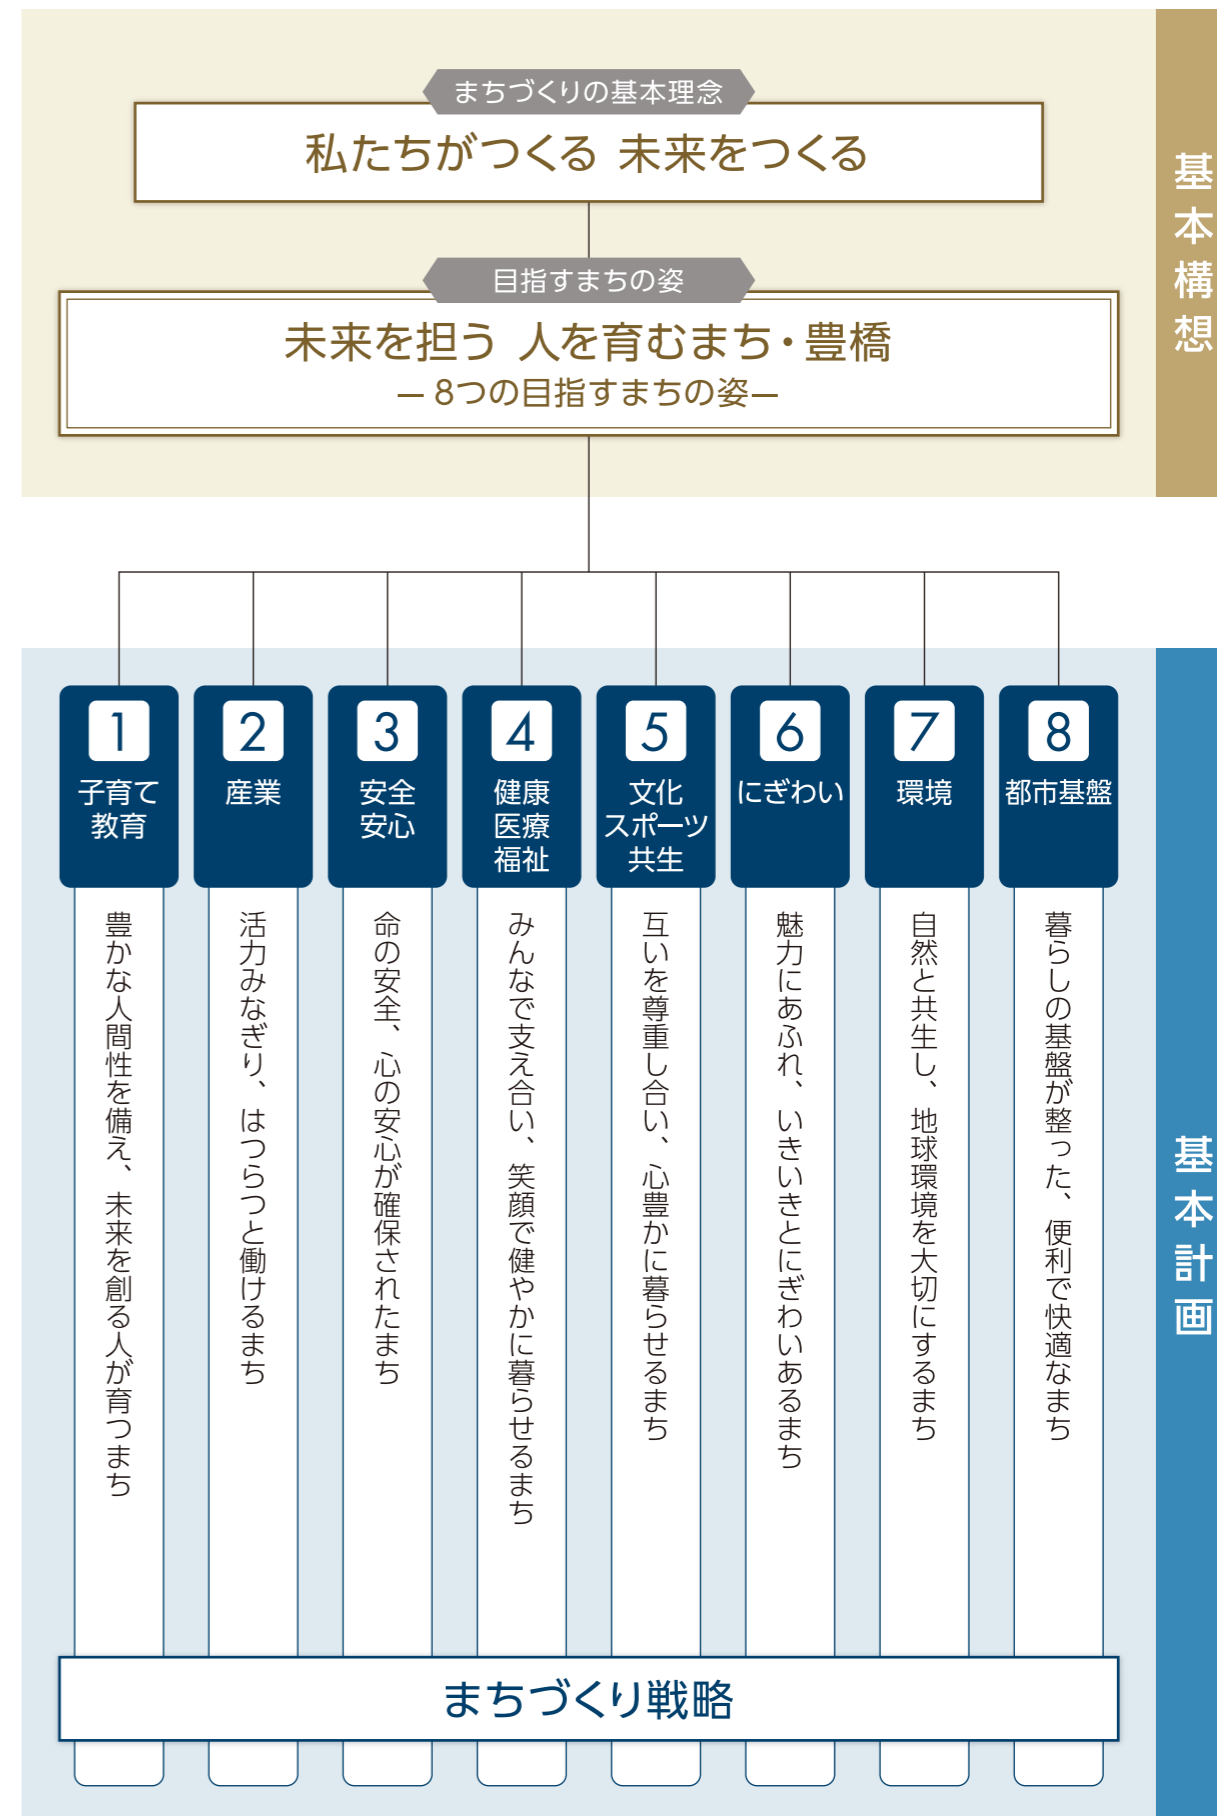 まちづくりの基本理念
私たちがつくる 未来をつくる
目指すまちの姿
未来を担う 人を育むまち・豊橋
― 8つの目指すまちの姿―
基本構想
1
子育て
教育
豊かな人間性を備え、未来を創る人が育つまち
2
産業
活力みなぎり、はつらつと働けるまち
3
安全
安心
命の安全、心の安心が確保されたまち
4
健康
医療
福祉
みんなで支え合い、笑顔で健やかに暮らせるまち
5
文化
スポーツ
共生
互いを尊重し合い、心豊かに暮らせるまち
6
にぎわい
魅力にあふれ、いきいきとにぎわいあるまち
7
環境
自然と共生し、地球環境を大切にするまち
8
都市基盤
暮らしの基盤が整った、便利で快適なまち
まちづくり戦略
基本計画